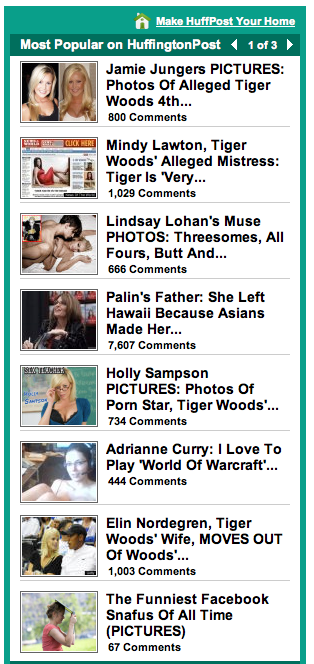 Make HuffPost Your Home
Most Popular on HuffingtonPost
1 of 3
Jamie Jungers PICTURES:
Photos Of Alleged Tiger
Woods 4th...
800 Comments
CLICK HERE
Mindy Lawton, Tiger
Woods' Alleged Mistress:
Tiger Is 'Very...
1,029 Comments
Lindsay Lohan's Muse
PHOTOS: Threesomes, All
Fours, Butt And...
666 Comments
Palin's Father: She Left
Hawaii Because Asians
Made Her...
7,607 Comments
SEX TEACHER
Holly Sampson
PICTURES: Photos Of
Porn Star, Tiger Woods'...
734 Comments
Adrianne Curry: I Love To
Play 'World Of Warcraft'...
444 Comments
Elin Nordegren, Tiger
Woods' Wife, MOVES OUT
Of Woods'...
1,003 Comments
The Funniest Facebook
Snafus Of All Time
(PICTURES)
67 Comments